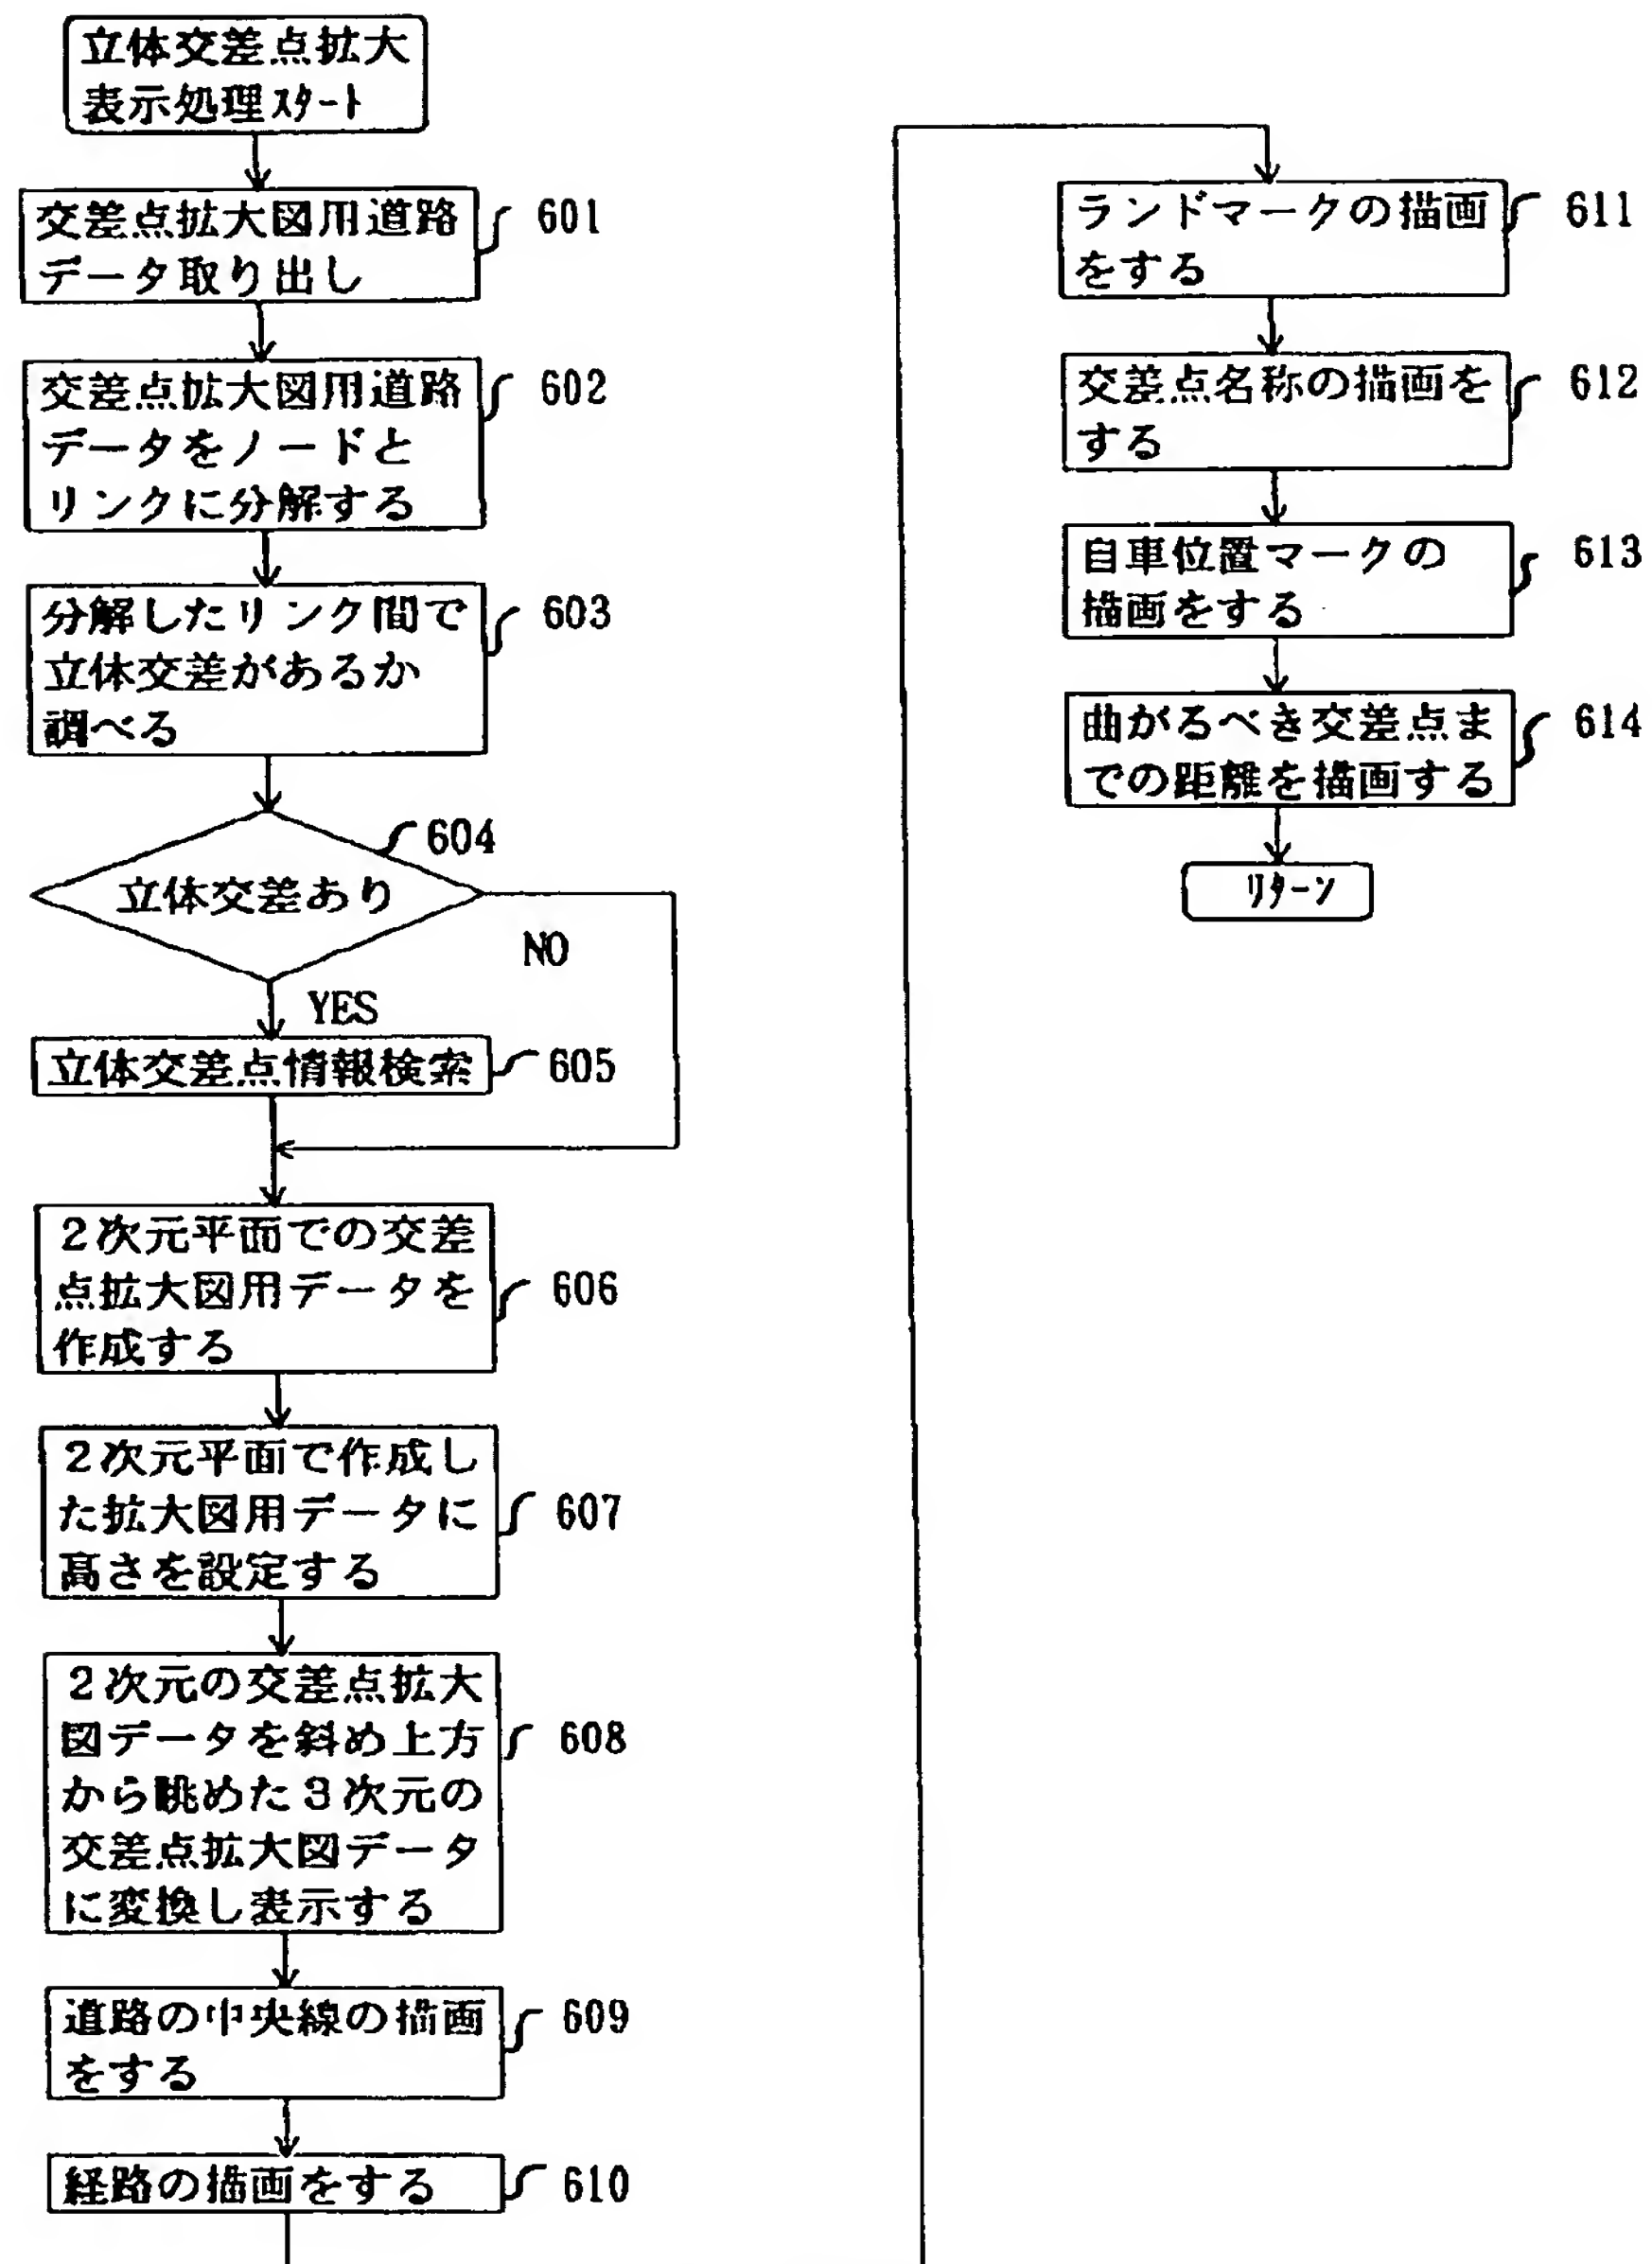 立体交差点拡大
表示処理ｽﾀｰﾄ
交差点拡大図用道路
データ取り出し
601
交差点拡大図用道路
データをノードと
リンクに分解する
602
分解したリンク間で
立体交差があるか
調べる
603
604
立体交差あり
NO
YES
立体交差点情報検索
605
2次元平面での交差
点拡大図用データを
作成する
606
2次元平面で作成し
た拡大図用データに
高さを設定する
607
2次元の交差点拡大
図データを斜め上方
から眺めた3次元の
交差点拡大図データ
に変換し表示する
608
道路の中央線の描画
をする
609
経路の描画をする
610
ランドマークの描画
をする
611
交差点名称の描画を
する
612
自車位置マークの
描画をする
613
曲がるべき交差点ま
での距離を描画する
614
ﾘﾀｰﾝ